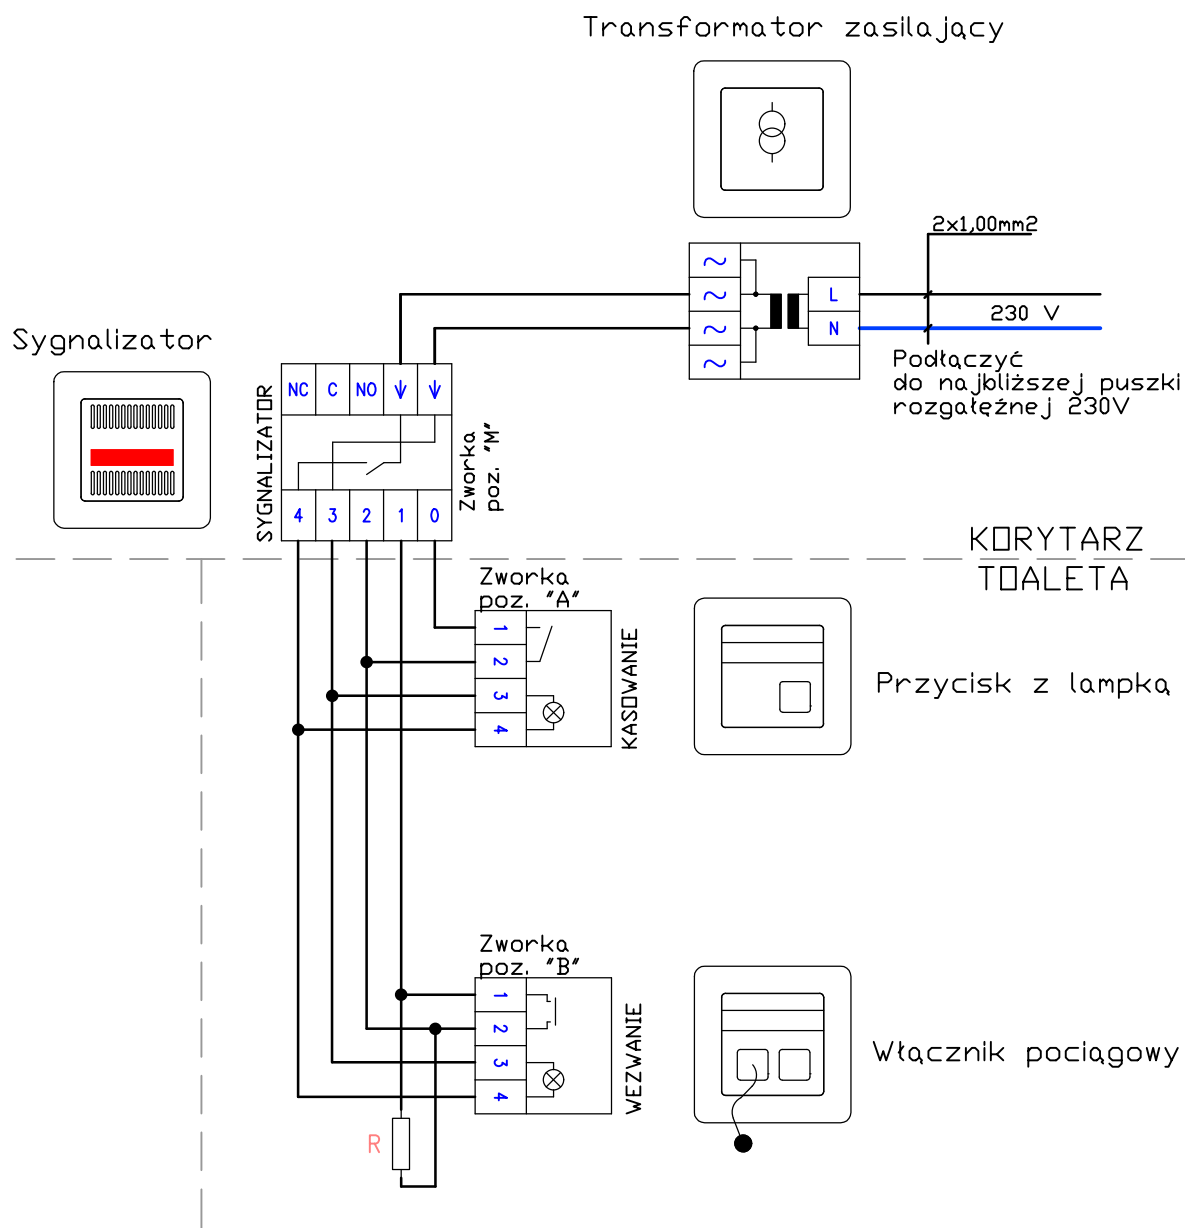 Transformator zasilający
2x1,00mm2
~
~
L
~
N
230 V
~
Podłączyć
do najbliższej puszki
rozgałęźnej 230V
Sygnalizator
SYGNALIZATOR
NC C NO ↓ ↓
4 3 2 1 0
Zworka
poz. "M"
KORYTARZ
TOALETA
Zworka
poz. "A"
1
2
3
4
KASOWANIE
Przycisk z lampką
Zworka
poz. "B"
1
2
3
4
WEZWANIE
Włącznik pociągowy
R